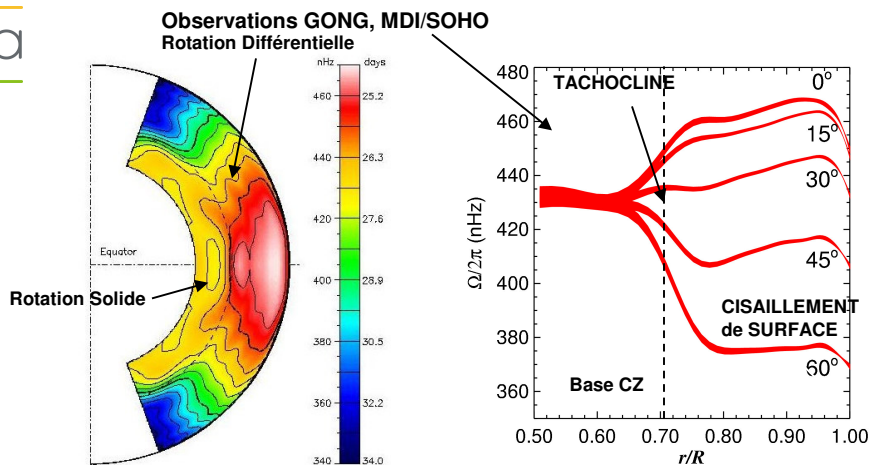 a
Observations GONG, MDI/SOHO
Rotation Différentielle
nHz days
460 25.2
440 26.3
420 27.6
400 28.9
380 30.5
360 32.2
340 34.0
Equator
Rotation Solide
480
460
440
420
400
380
360
Ω/2π (nHz)
TACHOCLINE
0°
15°
30°
45°
CISAILLEMENT
de SURFACE
60°
Base CZ
0.50 0.60 0.70 0.80 0.90 1.00
r/R